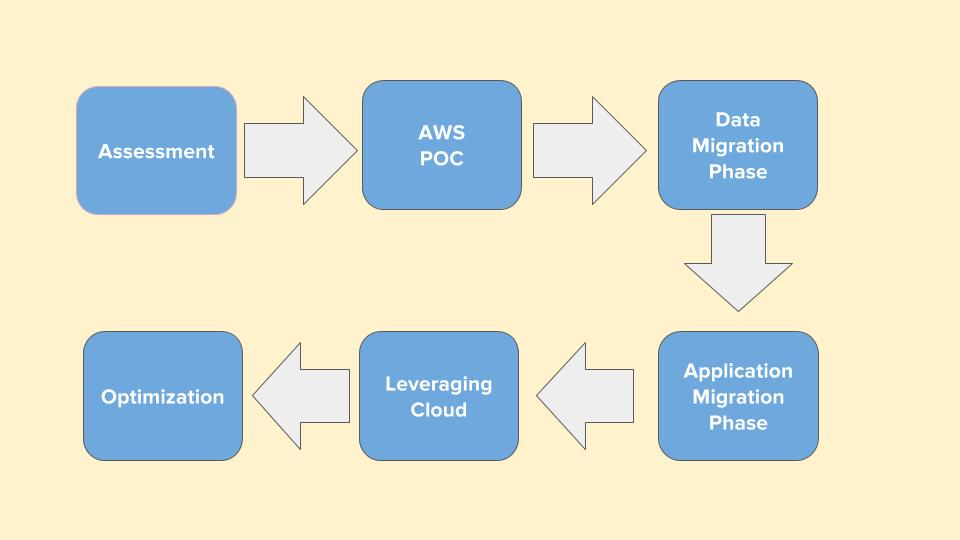 Assessment
AWS
POC
Data
Migration
Phase
Application
Migration
Phase
Leveraging
Cloud
Optimization